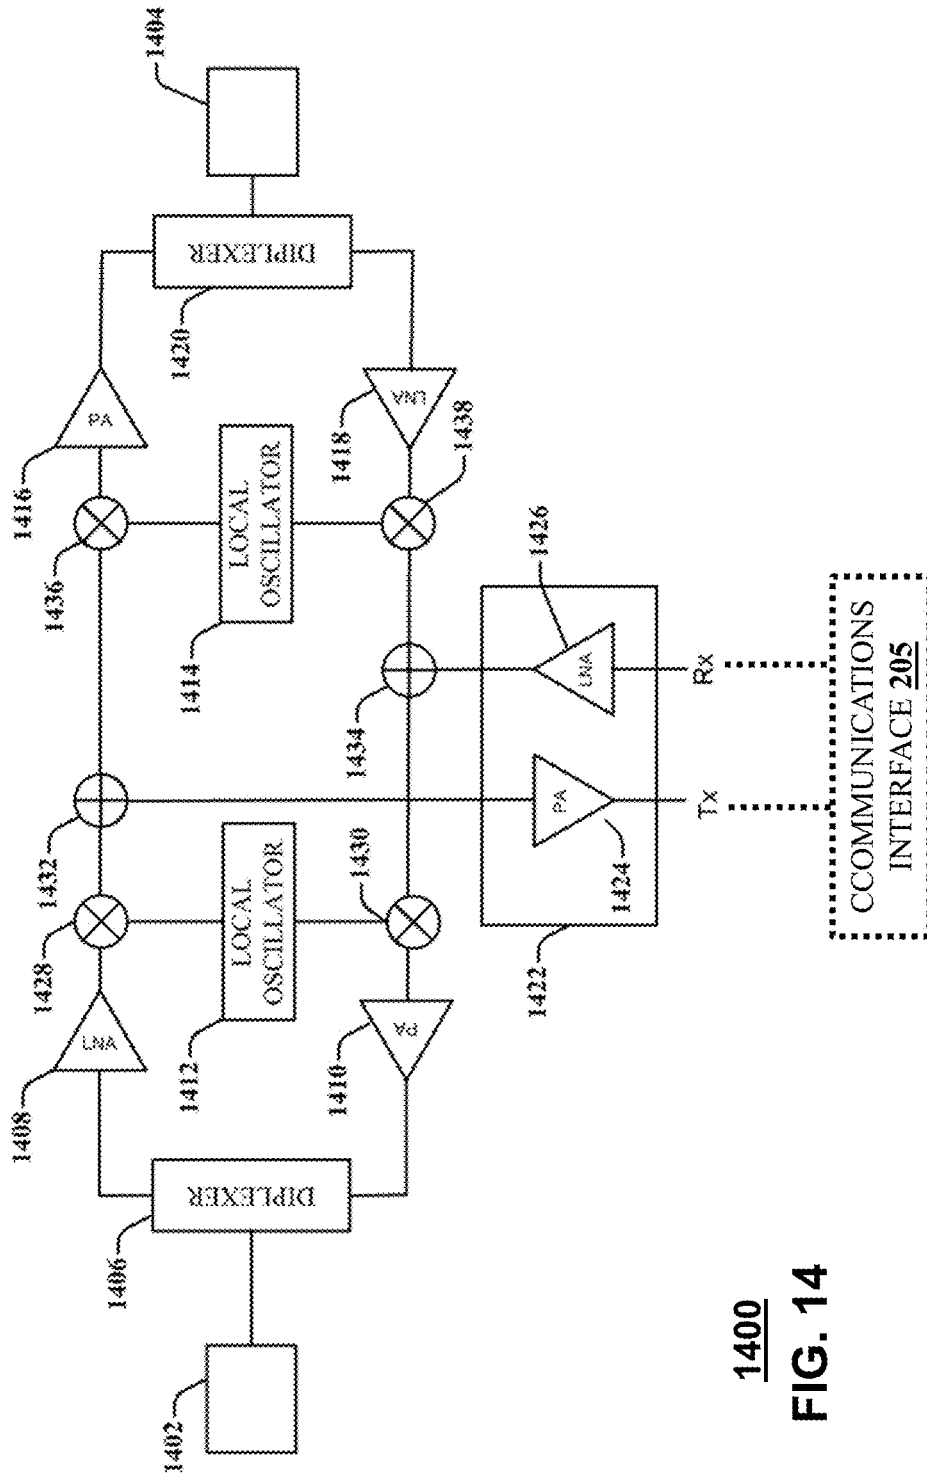 1404
1420
DIPLEXER
1416
PA
1418
LNA
1438
1436
1414
LOCAL
OSCILLATOR
1426
LNA
Rx
1434
1432
PA
Tx
1424
1428
1412
LOCAL
OSCILLATOR
1430
1422
1408
LNA
1410
PA
1406
DIPLEXER
1402
CCOMMUNICATIONS
INTERFACE 205
1400
FIG. 14